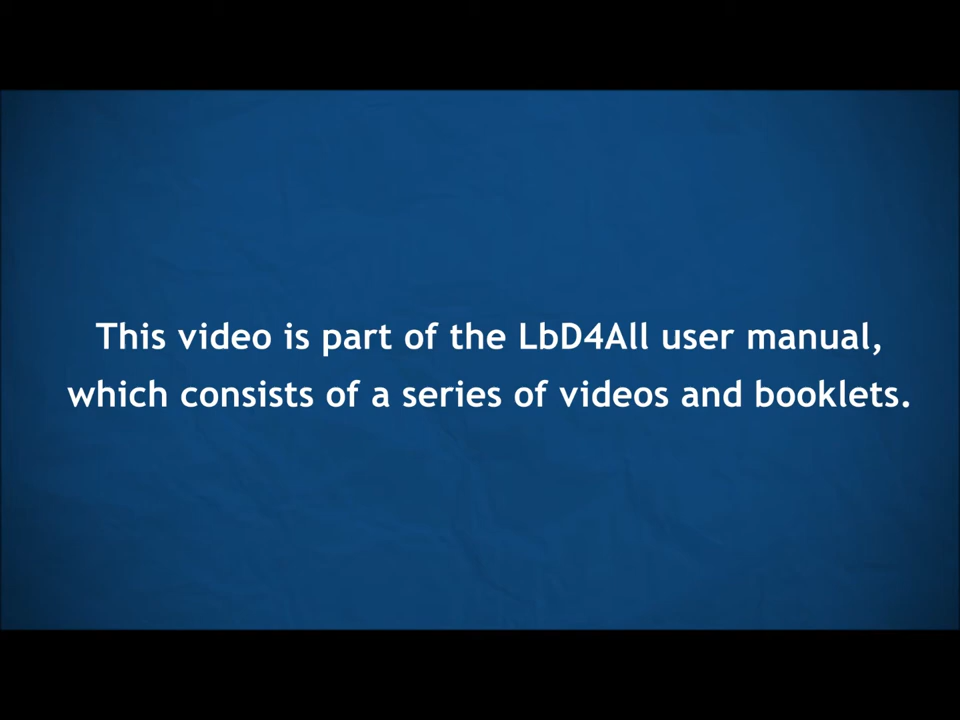 This video is part of the LbD4All user manual,
which consists of a series of videos and booklets.